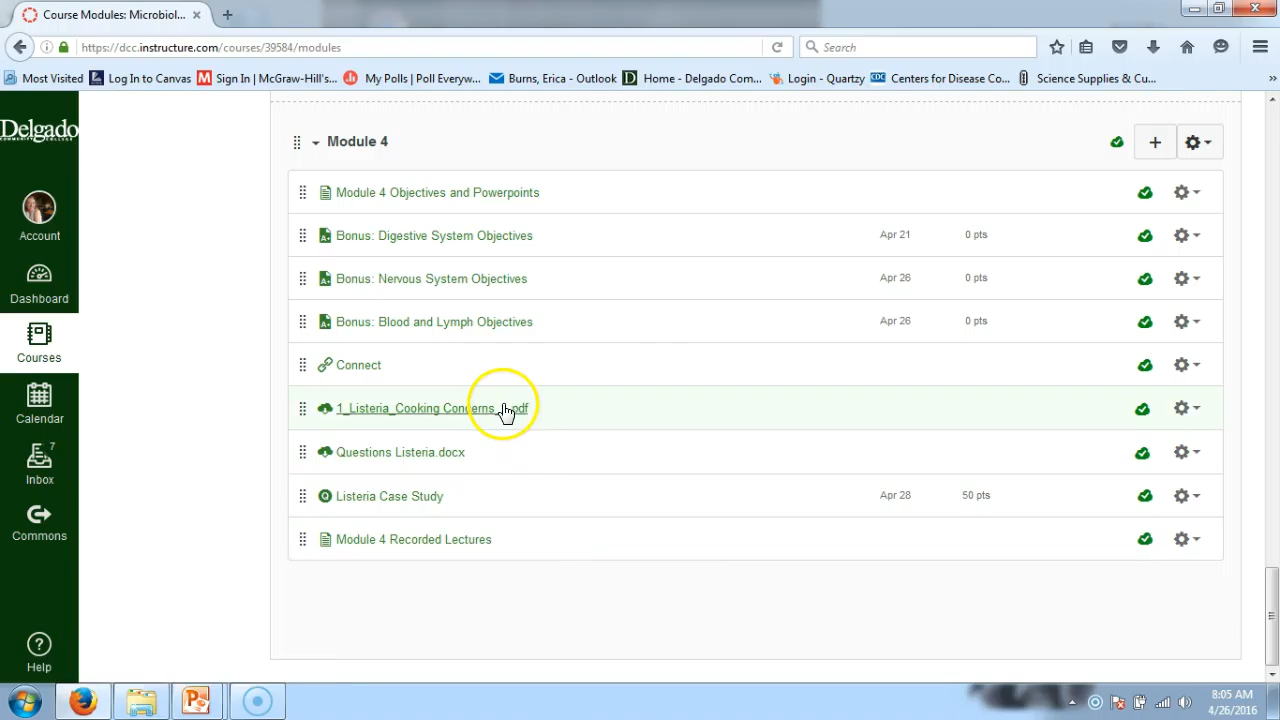 Course Modules: Microbiol...
https://dcc.instructure.com/courses/39584/modules
Search
Most Visited
Log In to Canvas
Sign In | McGraw-Hill's...
My Polls | Poll Everyw...
Burns, Erica - Outlook
Home - Delgado Com...
Login - Quartzy
CDC
Centers for Disease Co...
Science Supplies & Cu...
Delgado
COMMUNITY COLLEGE
Account
Dashboard
Courses
Calendar
7
Inbox
Commons
Help
Module 4
Module 4 Objectives and Powerpoints
Bonus: Digestive System Objectives Apr 21 0 pts
Bonus: Nervous System Objectives Apr 26 0 pts
Bonus: Blood and Lymph Objectives Apr 26 0 pts
Connect
1_Listeria_Cooking Concerns
Questions Listeria.docx
Listeria Case Study Apr 28 50 pts
Module 4 Recorded Lectures
8:05 AM
4/26/2016